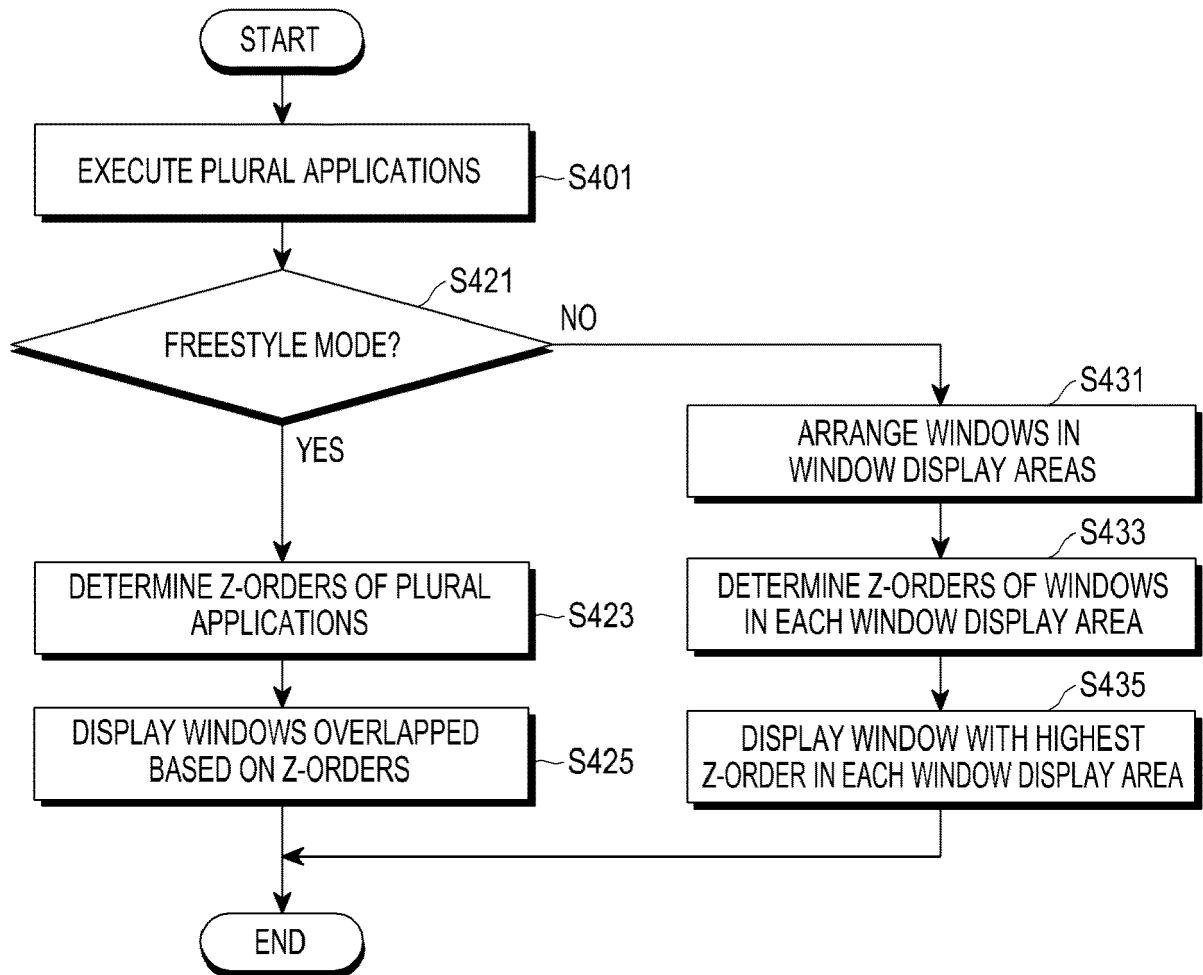 START
EXECUTE PLURAL APPLICATIONS
S401
S421
FREESTYLE MODE?
NO
YES
S431
ARRANGE WINDOWS IN
WINDOW DISPLAY AREAS
S433
DETERMINE Z-ORDERS OF WINDOWS
IN EACH WINDOW DISPLAY AREA
DETERMINE Z-ORDERS OF PLURAL
APPLICATIONS
S423
S435
DISPLAY WINDOW WITH HIGHEST
Z-ORDER IN EACH WINDOW DISPLAY AREA
DISPLAY WINDOWS OVERLAPPED
BASED ON Z-ORDERS
S425
END